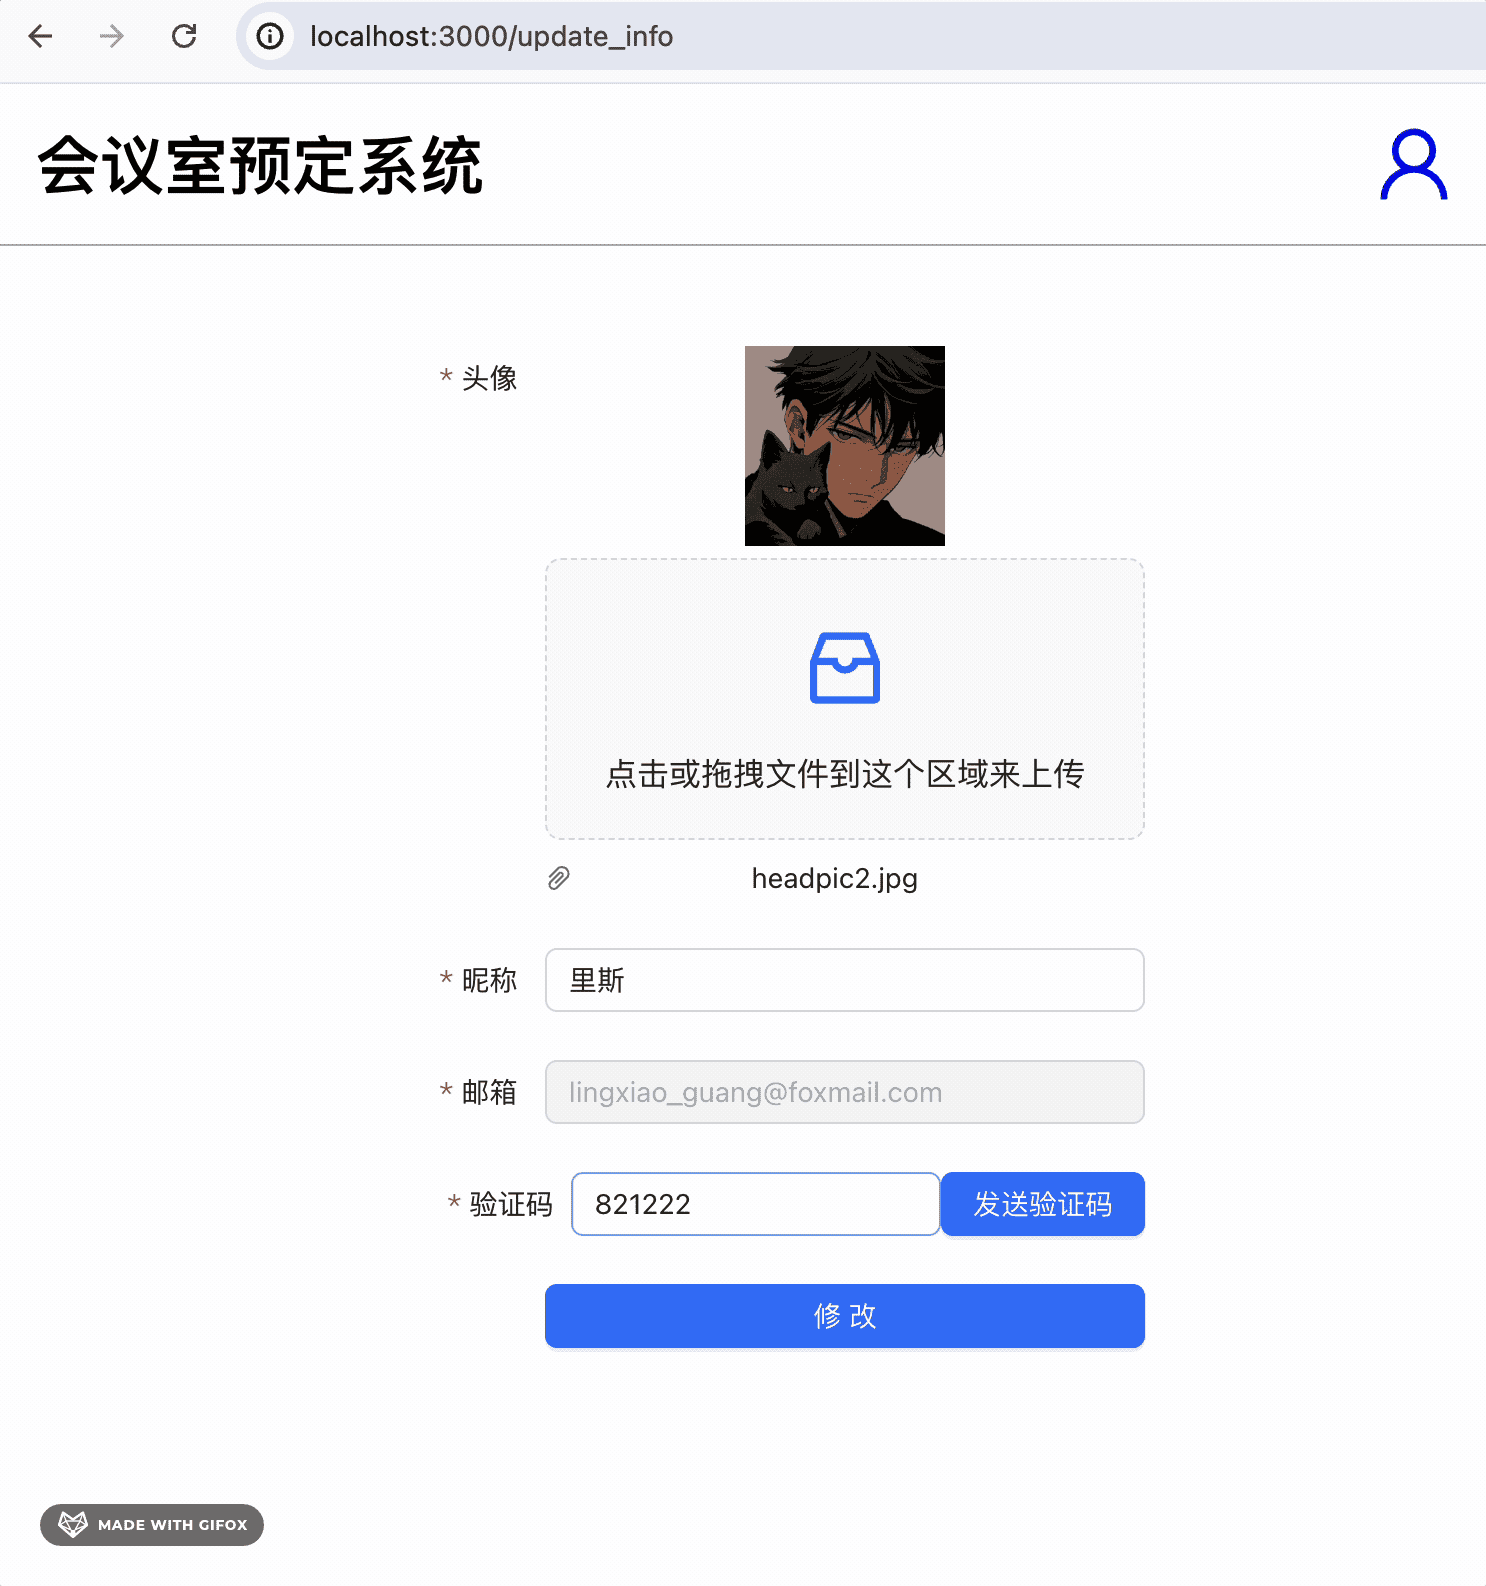 localhost:3000/update_info
会议室预定系统
* 头像
点击或拖拽文件到这个区域来上传
headpic2.jpg
* 昵称 里斯
* 邮箱 lingxiao_guang@foxmail.com
* 验证码 821222 发送验证码
修 改
MADE WITH GIFOX